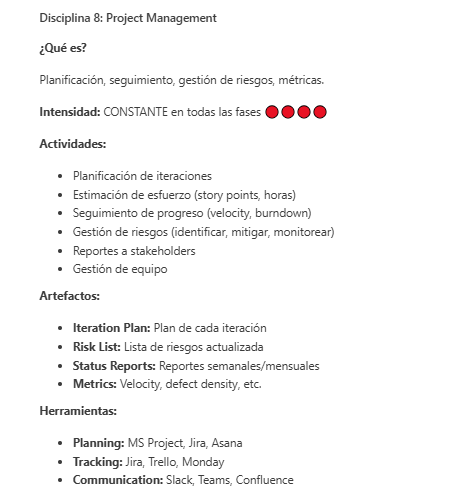 Disciplina 8: Project Management
¿Qué es?
Planificación, seguimiento, gestión de riesgos, métricas.
Intensidad: CONSTANTE en todas las fases 🔴🔴🔴🔴
Actividades:
• Planificación de iteraciones
• Estimación de esfuerzo (story points, horas)
• Seguimiento de progreso (velocity, burndown)
• Gestión de riesgos (identificar, mitigar, monitorear)
• Reportes a stakeholders
• Gestión de equipo
Artefactos:
• Iteration Plan: Plan de cada iteración
• Risk List: Lista de riesgos actualizada
• Status Reports: Reportes semanales/mensuales
• Metrics: Velocity, defect density, etc.
Herramientas:
• Planning: MS Project, Jira, Asana
• Tracking: Jira, Trello, Monday
• Communication: Slack, Teams, Confluence